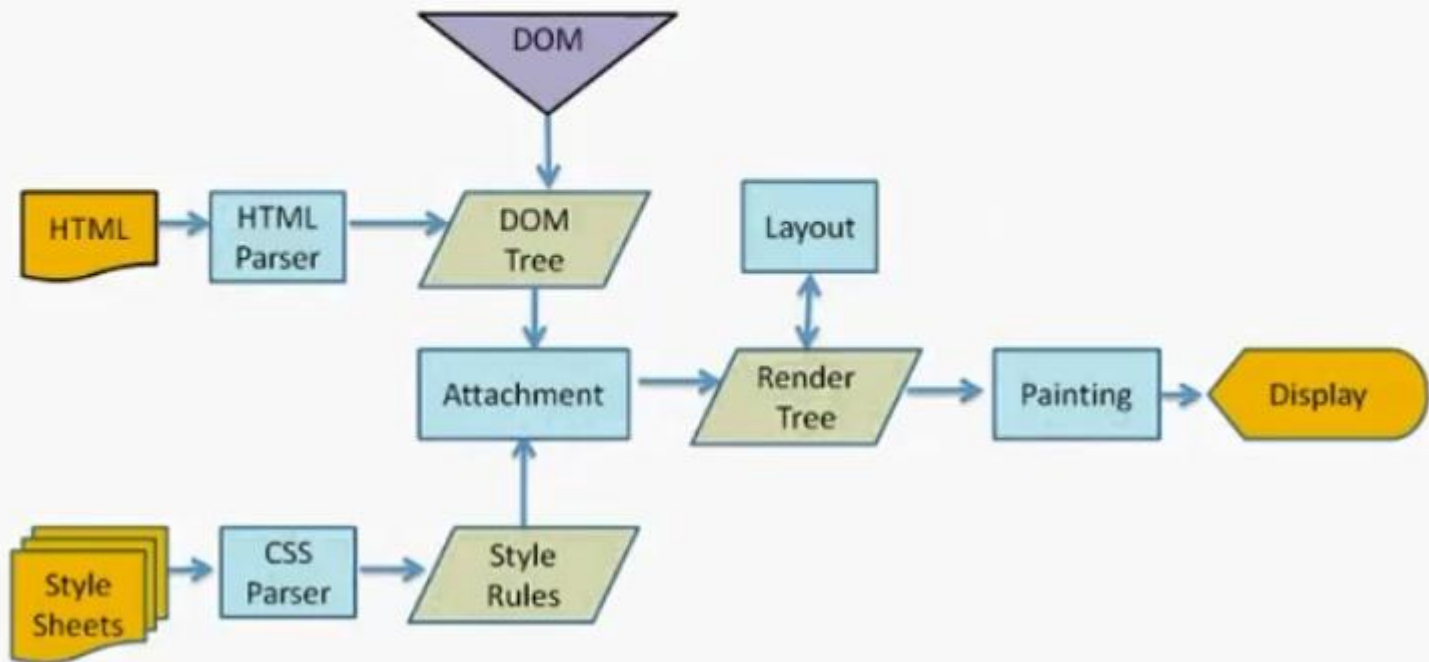 DOM
HTML
HTML
Parser
DOM
Tree
Layout
Attachment
Render
Tree
Painting
Display
Style
Sheets
CSS
Parser
Style
Rules